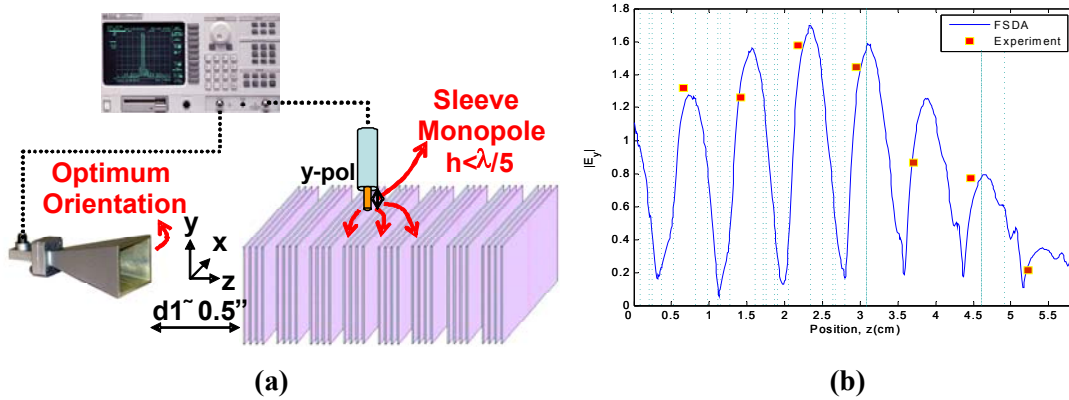 Sleeve
Monopole
h<λ/5
y-pol
Optimum
Orientation
y
x
z
d1~ 0.5”
(a)
FSDA
Experiment
1.8
1.6
1.4
1.2
1
0.8
0.6
0.4
0.2
0
|E_y|
0 0.5 1 1.5 2 2.5 3 3.5 4 4.5 5 5.5
Position, z(cm)
(b)